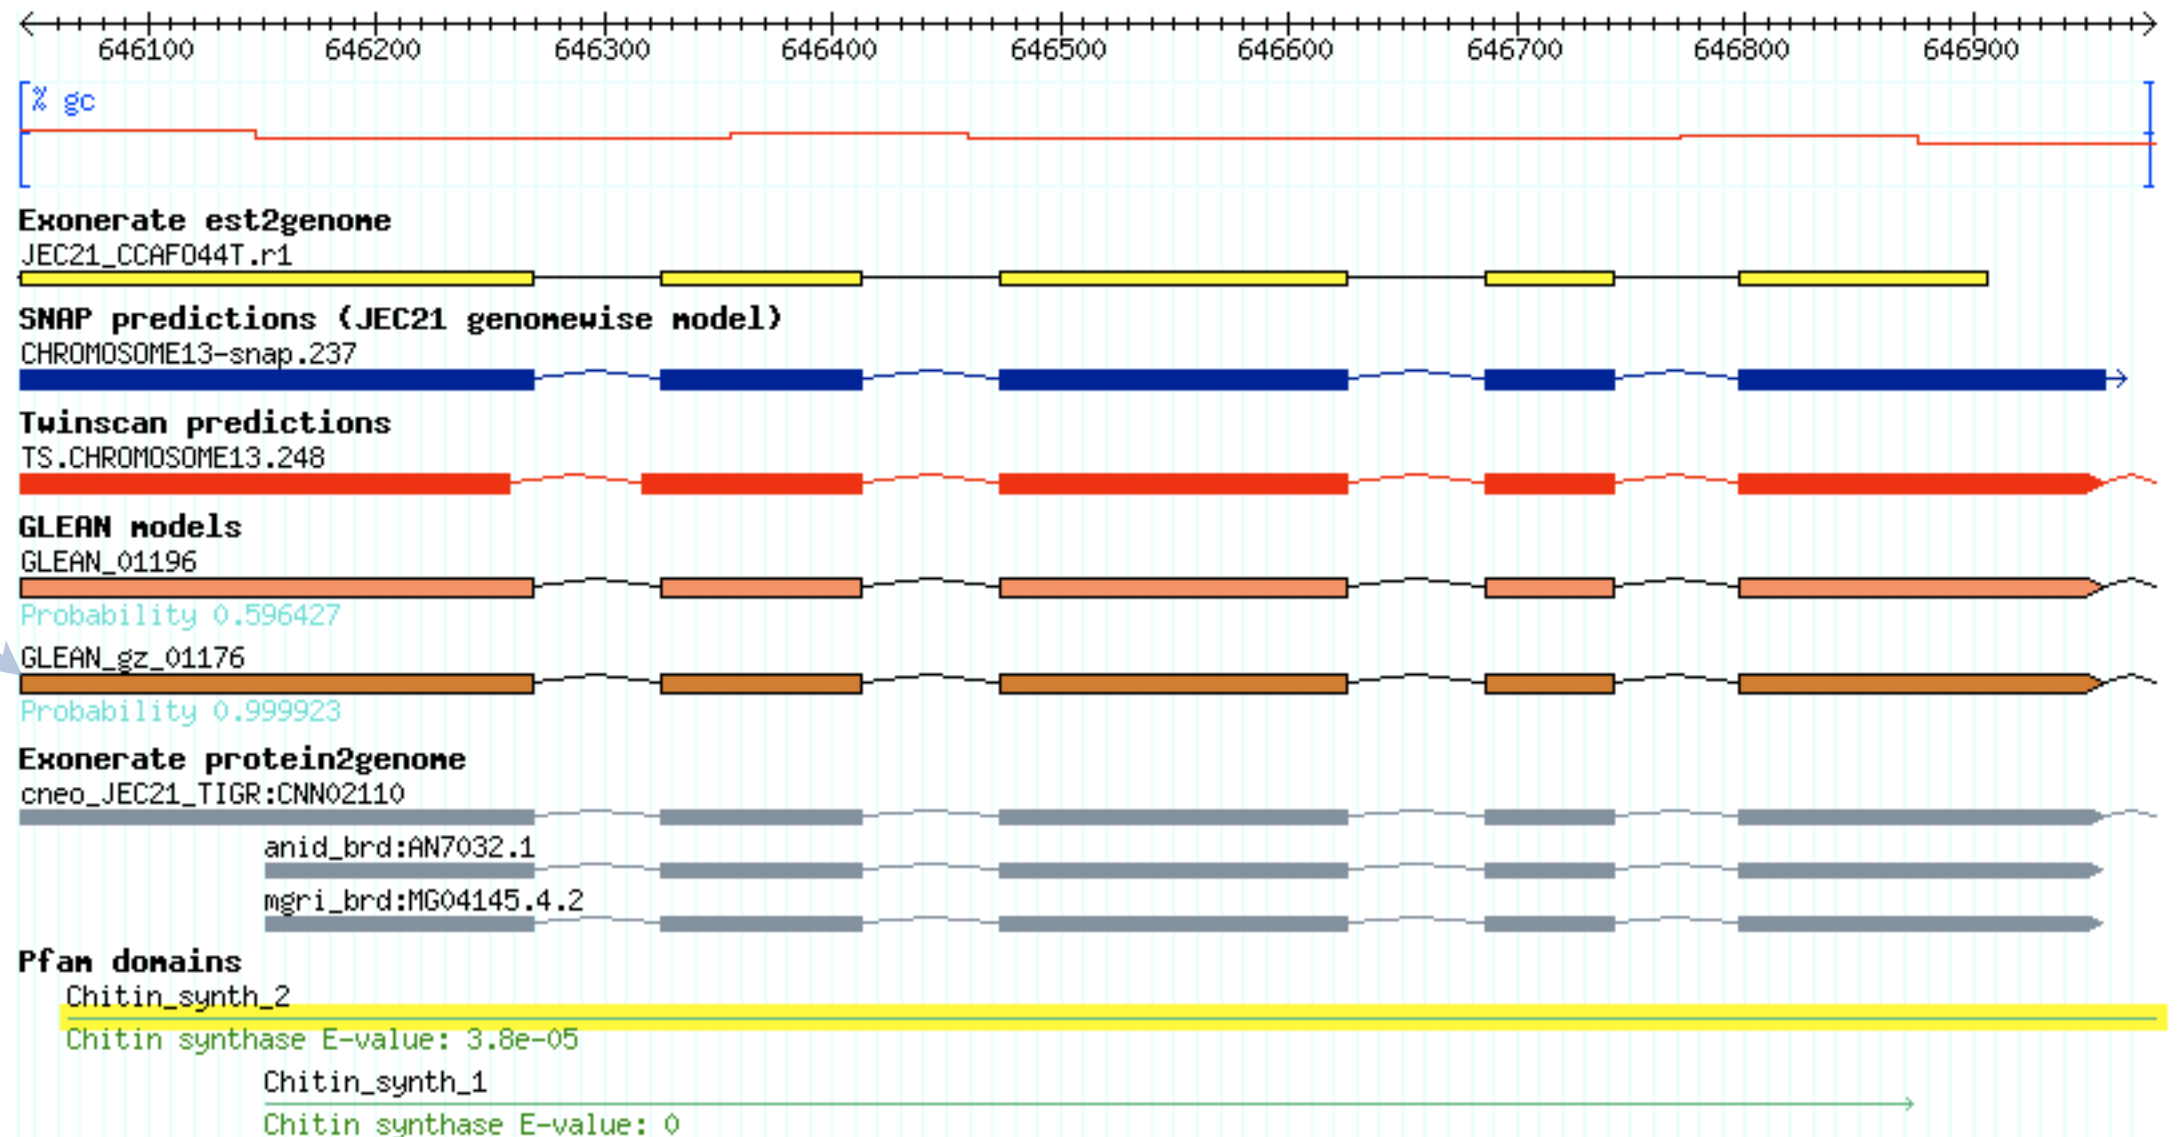 646100 646200 646300 646400 646500 646600 646700 646800 646900
% gc
Exonerate est2genome
JEC21_CCAFO44T.r1
SNAP predictions (JEC21 genomewise model)
CHROMOSOME13-snap.237
Twinscan predictions
TS.CHROMOSOME13.248
GLEAN models
GLEAN_01196
Probability 0.596427
GLEAN_gz_01176
Probability 0.999923
Exonerate protein2genome
cneo_JEC21_TIGR:CNN02110
anid_brd:AN7032.1
mgri_brd:MG04145.4.2
Pfam domains
Chitin_synth_2
Chitin synthase E-value: 3.8e-05
Chitin_synth_1
Chitin synthase E-value: 0